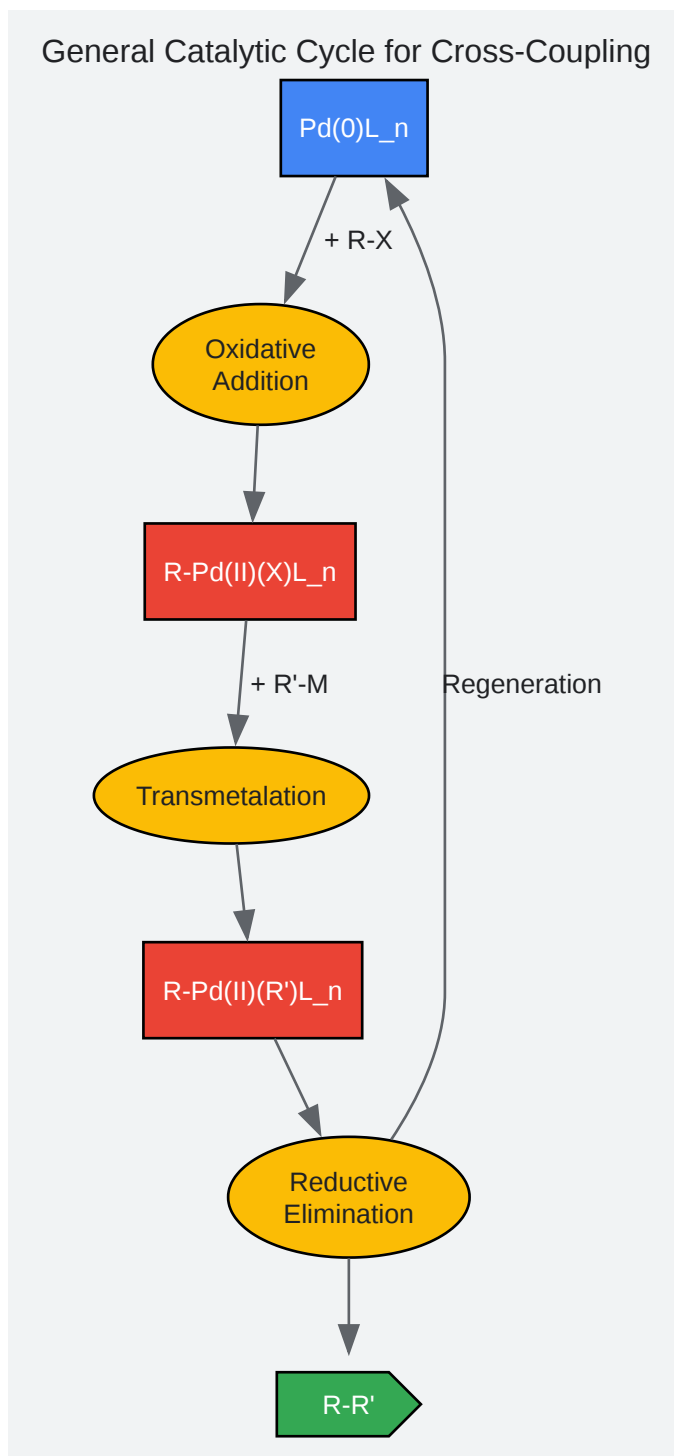 General Catalytic Cycle for Cross-Coupling
Pd(0)L_n
+ R-X
Oxidative
Addition
R-Pd(II)(X)L_n
+ R'-M
Regeneration
Transmetalation
R-Pd(II)(R')L_n
Reductive
Elimination
R-R'